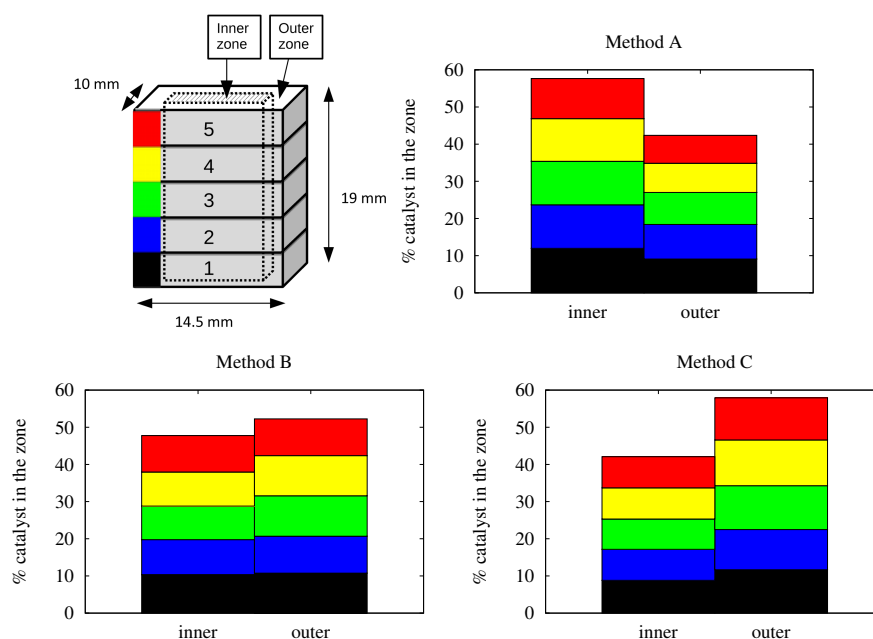 Inner
zone
Outer
zone
10 mm
5
4
3
2
1
19 mm
14.5 mm
Method A
% catalyst in the zone
60
50
40
30
20
10
0
inner outer
Method B
% catalyst in the zone
60
50
40
30
20
10
0
inner outer
Method C
% catalyst in the zone
60
50
40
30
20
10
0
inner outer